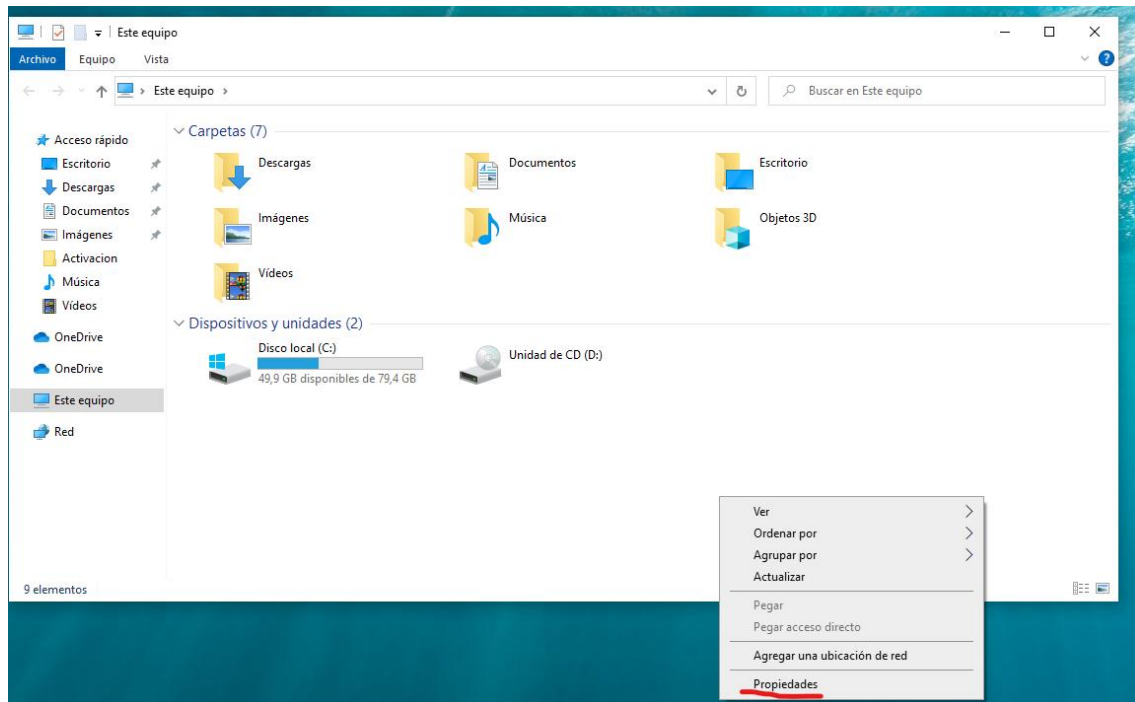 Este equipo
Archivo Equipo Vista
Este equipo
Buscar en Este equipo
Acceso rápido
Escritorio
Descargas
Documentos
Imágenes
Activacion
Música
Vídeos
OneDrive
OneDrive
Este equipo
Red
Carpetas (7)
Descargas Documentos Escritorio
Imágenes Música Objetos 3D
Vídeos
Dispositivos y unidades (2)
Disco local (C:)
49,9 GB disponibles de 79,4 GB
Unidad de CD (D:)
9 elementos
Ver
Ordenar por
Agrupar por
Actualizar
Pegar
Pegar acceso directo
Agregar una ubicación de red
Propiedades